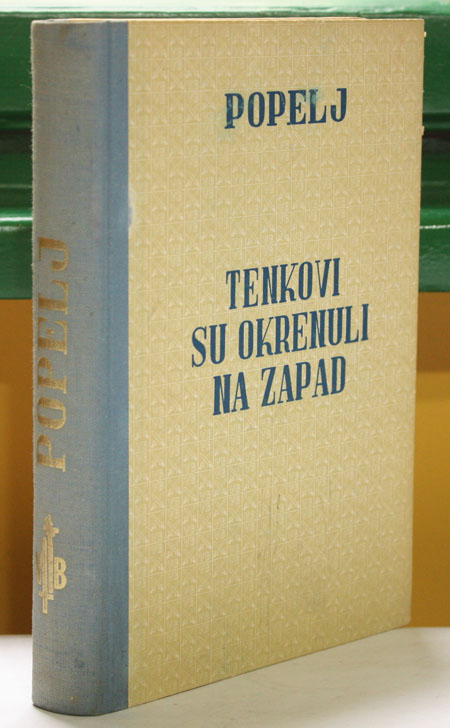 POPELJ
TENKOVI
SU OKRENULI
NA ZAPAD
POPELJ
B